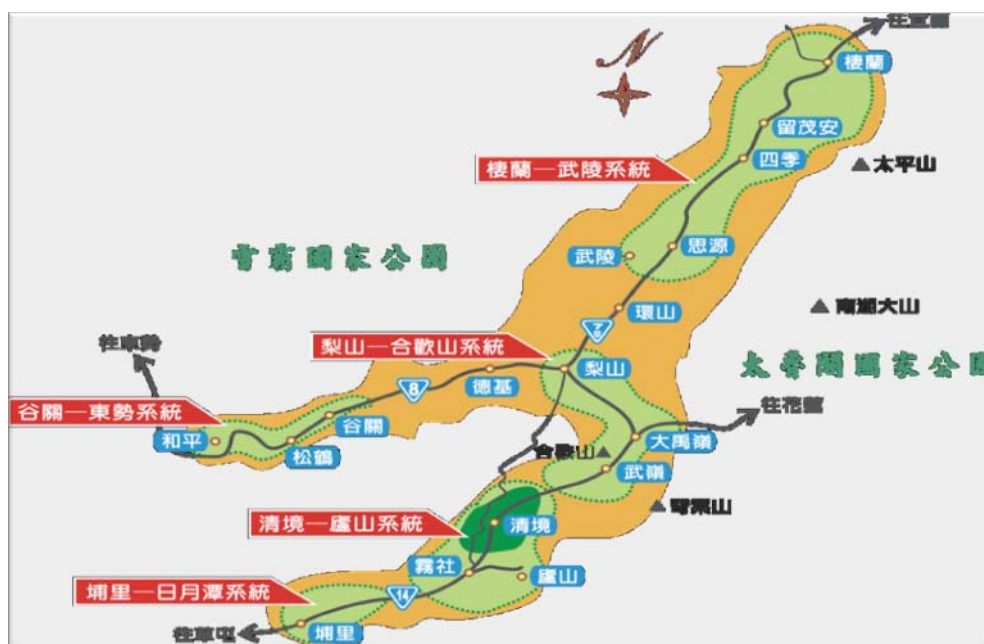 往宜蘭
N
棲蘭
留茂安
四季
太平山
棲蘭—武陵系統
思源
武陵
雪霸國家公園
環山
南湖大山
往東勢
7甲
梨山—合歡山系統
梨山
太魯閣國家公園
德基
8
往花蓮
谷關—東勢系統
谷關
和平
松鶴
大禹嶺
合歡山
武嶺
奇萊山
清境—廬山系統
清境
霧社
廬山
埔里—日月潭系統
14
埔里
往草屯